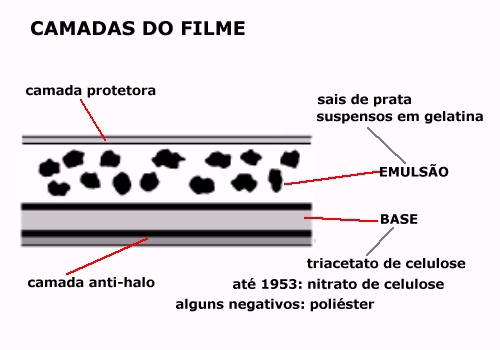 CAMADAS DO FILME
camada protetora
sais de prata
suspensos em gelatina
EMULSÃO
BASE
triacetato de celulose
camada anti-halo
até 1953: nitrato de celulose
alguns negativos: poliéster